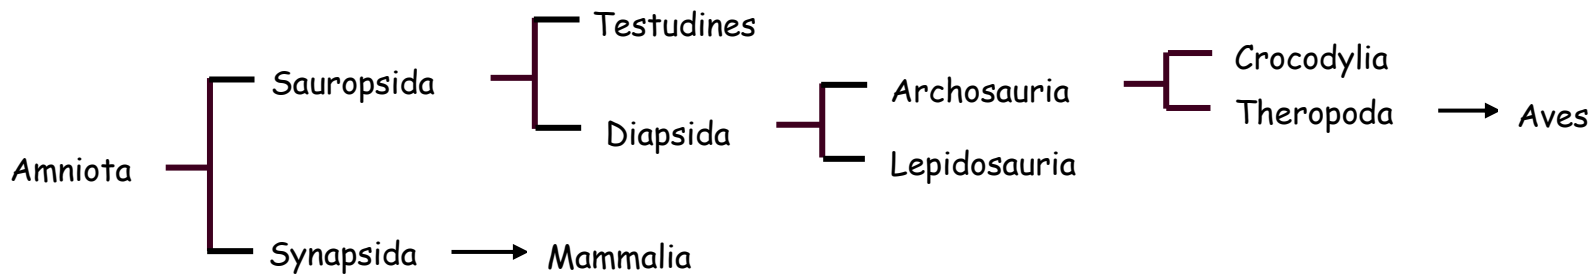 Testudines
Crocodylia
Sauropsida
Archosauria
Theropoda
Aves
Diapsida
Lepidosauria
Amniota
Synapsida
Mammalia